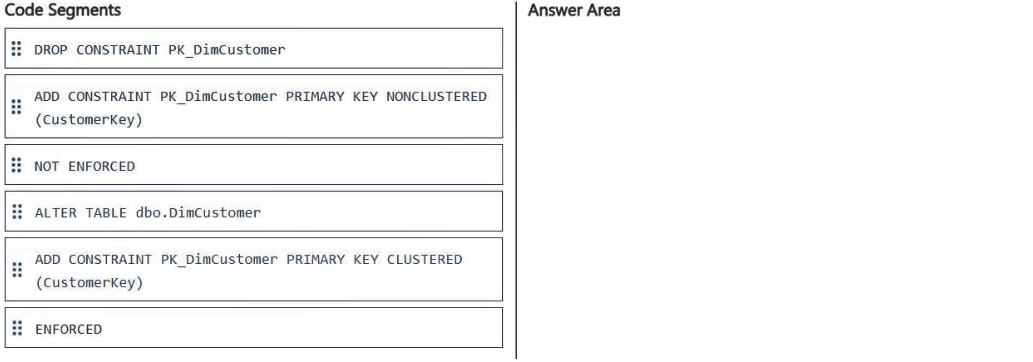 Code Segments
Answer Area
DROP CONSTRAINT PK_DimCustomer
ADD CONSTRAINT PK_DimCustomer PRIMARY KEY NONCLUSTERED
(CustomerKey)
NOT ENFORCED
ALTER TABLE dbo.DimCustomer
ADD CONSTRAINT PK_DimCustomer PRIMARY KEY CLUSTERED
(CustomerKey)
ENFORCED